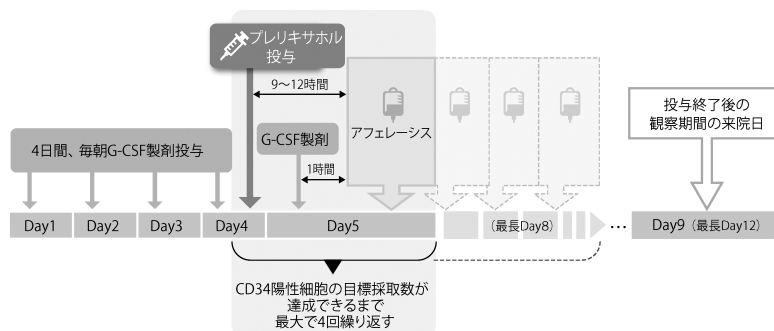 プレリキサホル
投与
9〜12時間
G-CSF製剤
アフェレーシス
1時間
4日間、毎朝G-CSF製剤投与
投与終了後の
観察期間の来院日
Day1
Day2
Day3
Day4
Day5
（最長Day8）
…
Day9（最長Day12）
CD34陽性細胞の目標採取数が
達成できるまで
最大で4回繰り返す